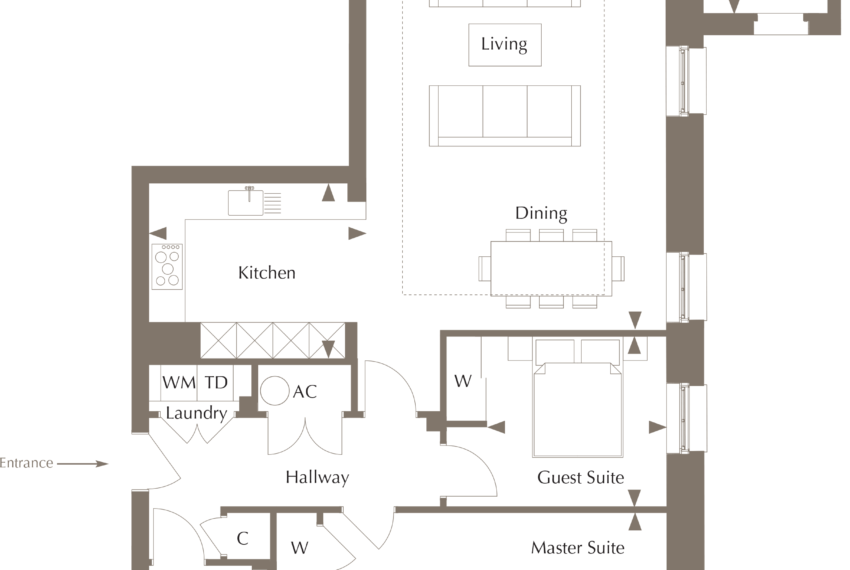 Living
Dining
Kitchen
WM TD
AC
W
Laundry
Entrance
Hallway
Guest Suite
C
W
Master Suite